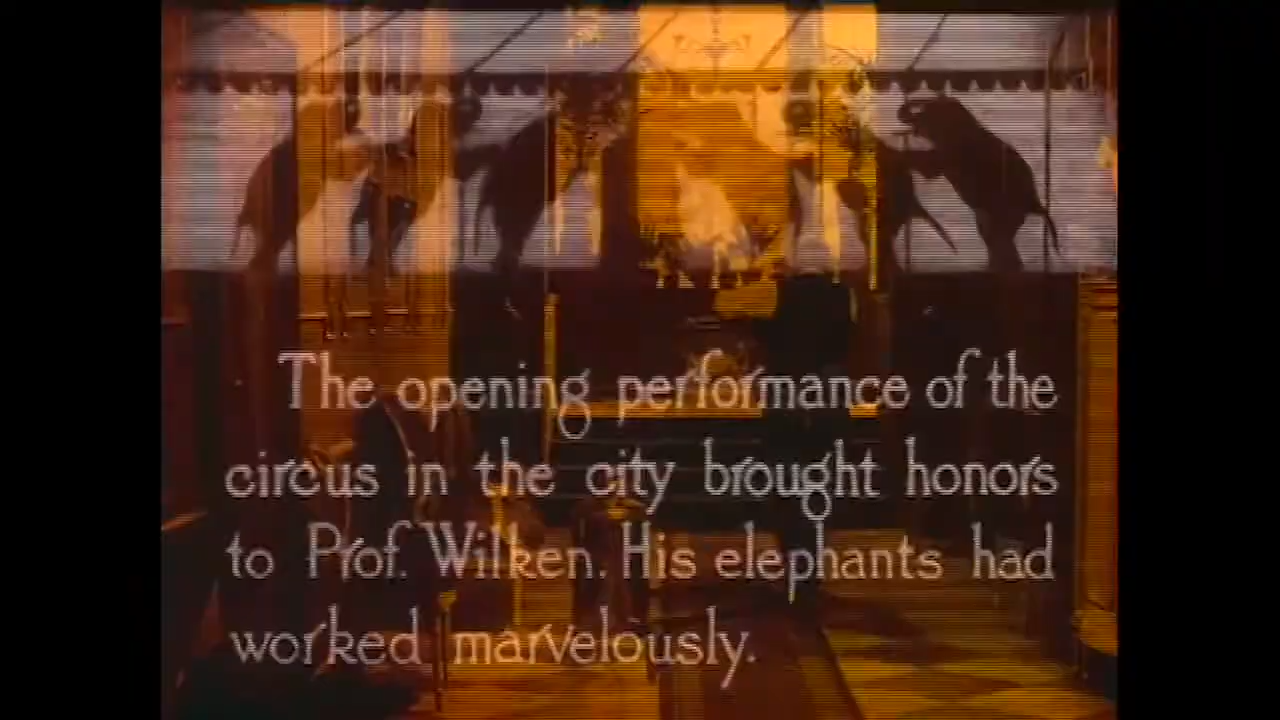 The opening performance of the
circus in the city brought honors
to Prof. Wilken. His elephants had
worked marvelously.